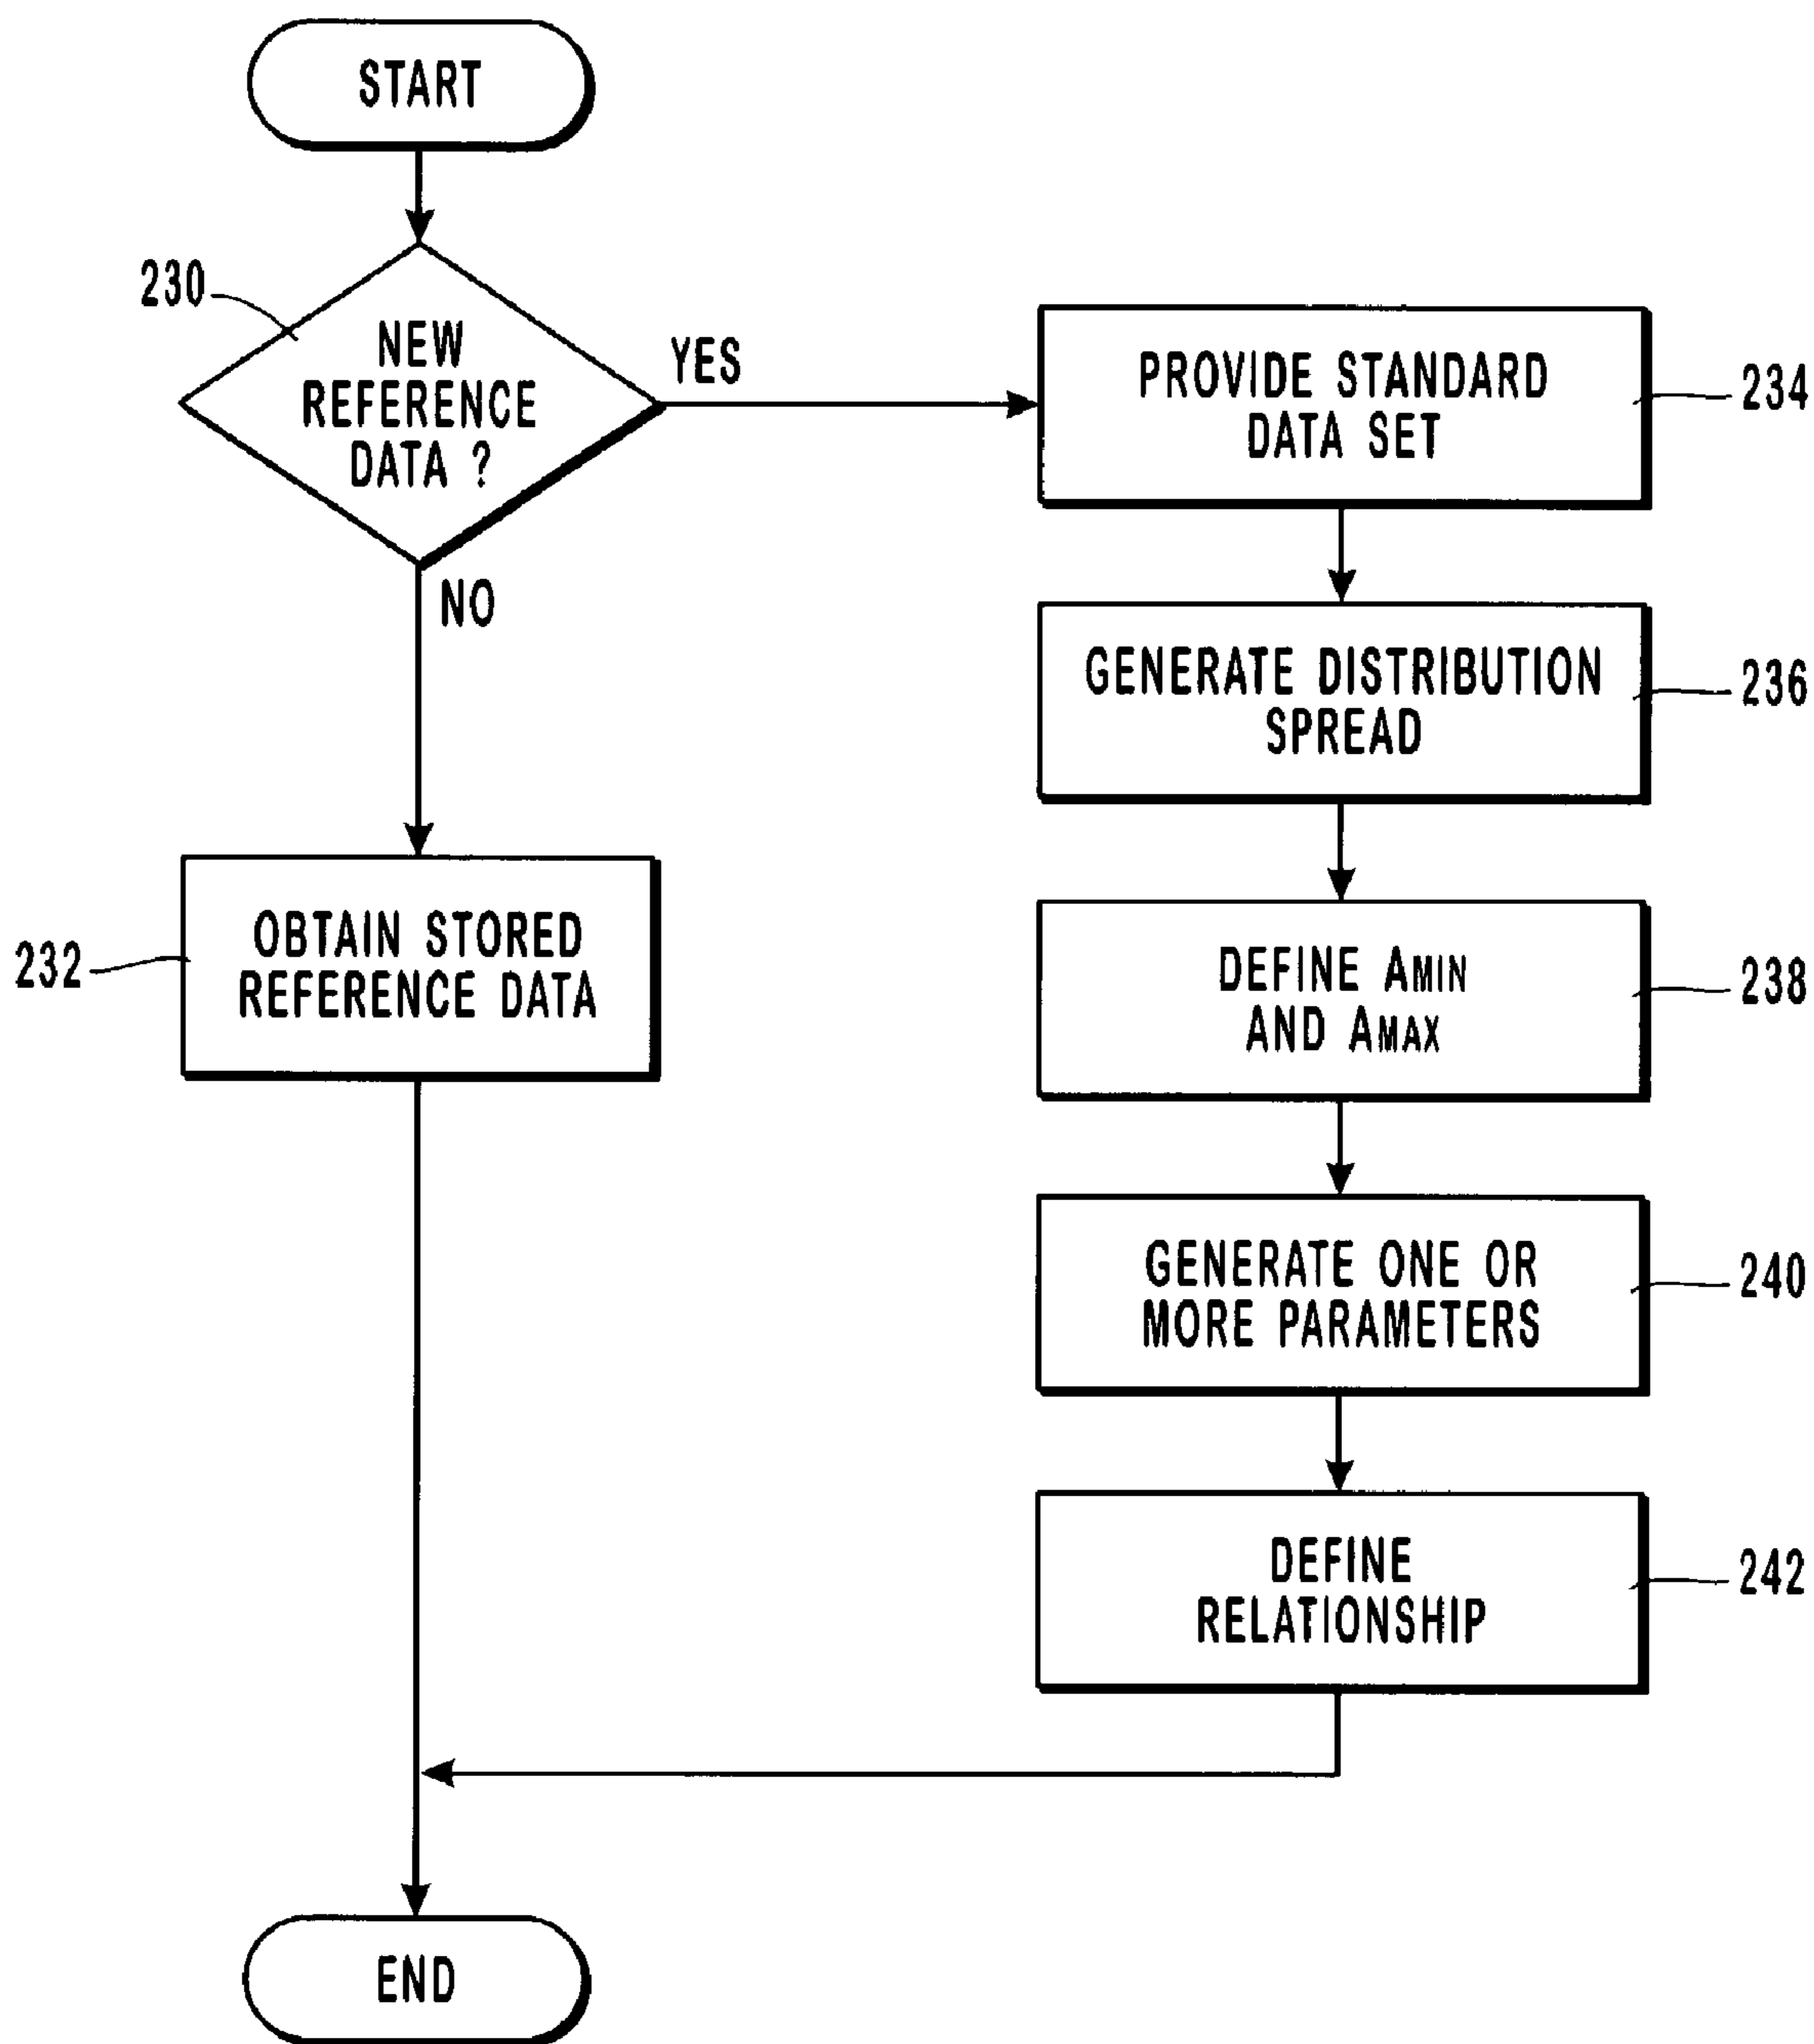 START
230
NEW
REFERENCE
DATA ?
YES
NO
PROVIDE STANDARD
DATA SET
234
GENERATE DISTRIBUTION
SPREAD
236
232
OBTAIN STORED
REFERENCE DATA
DEFINE AMIN
AND AMAX
238
GENERATE ONE OR
MORE PARAMETERS
240
DEFINE
RELATIONSHIP
242
END